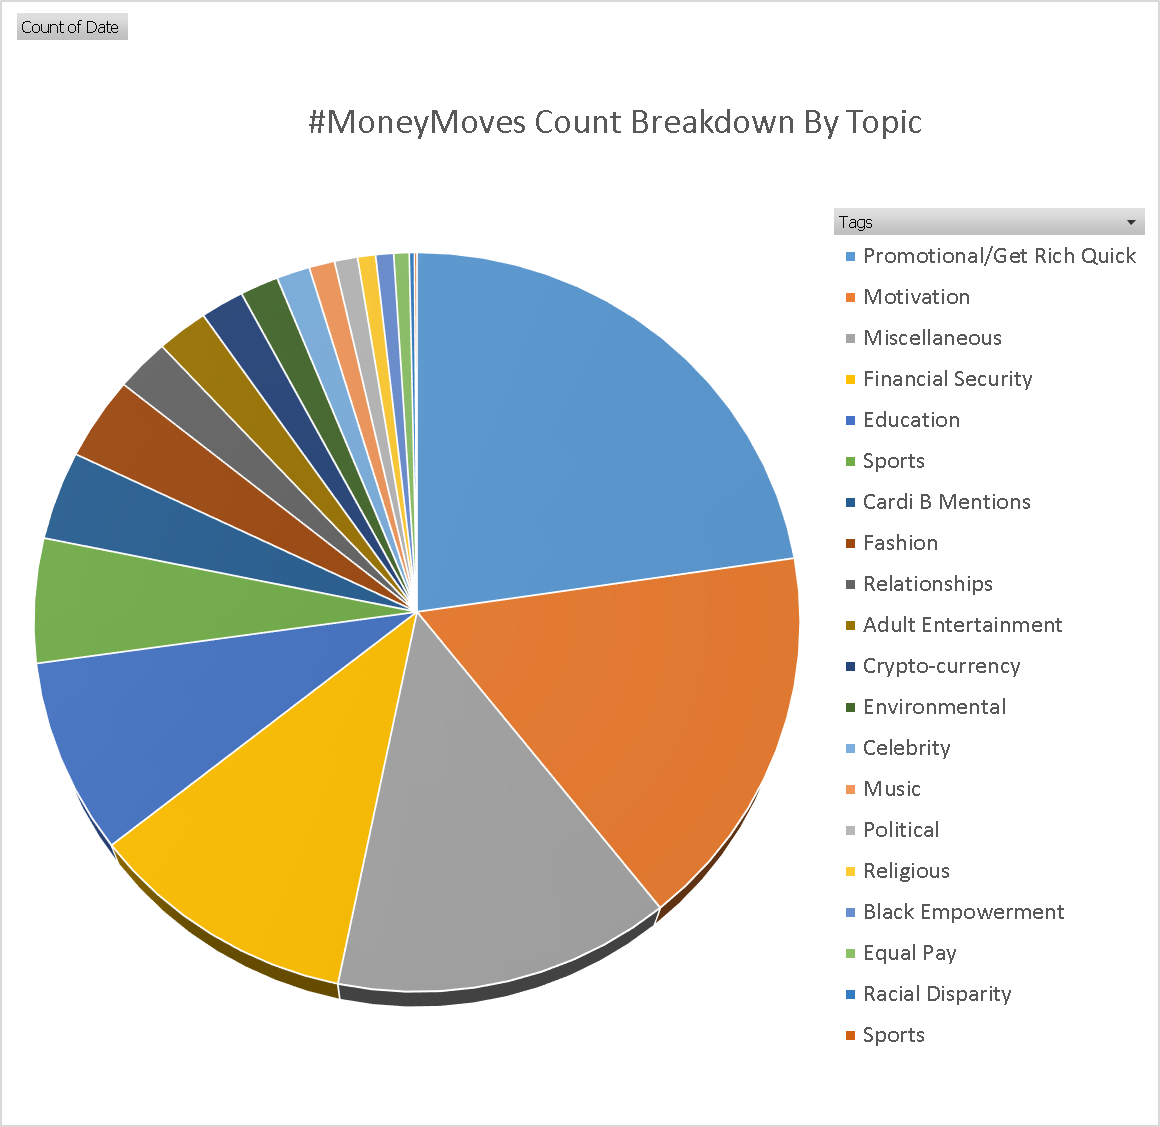 Count of Date
#MoneyMoves Count Breakdown By Topic
Tags
Promotional/Get Rich Quick
Motivation
Miscellaneous
Financial Security
Education
Sports
Cardi B Mentions
Fashion
Relationships
Adult Entertainment
Crypto-currency
Environmental
Celebrity
Music
Political
Religious
Black Empowerment
Equal Pay
Racial Disparity
Sports